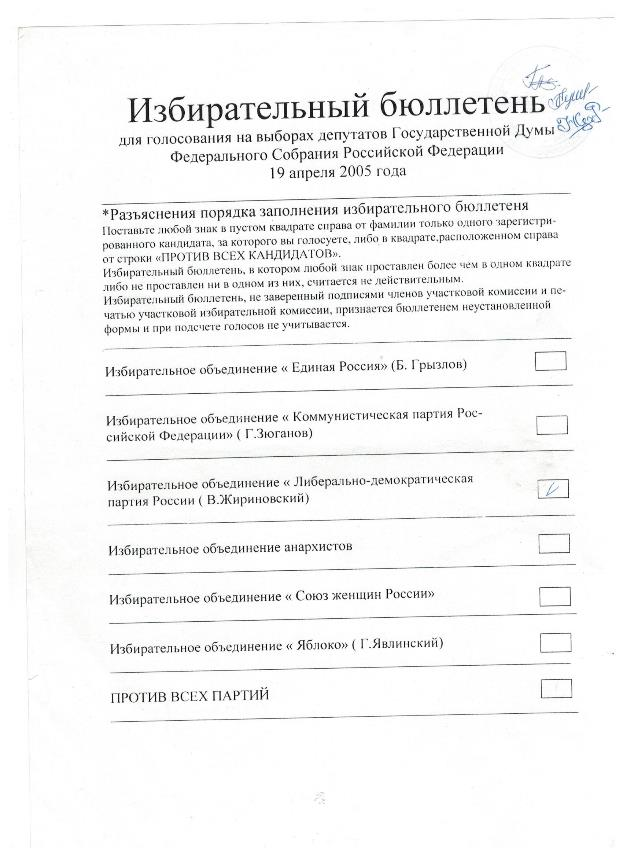 Избирательный бюллетень
для голосования на выборах депутатов Государственной Думы
Федерального Собрания Российской Федерации
19 апреля 2005 года
*Разъяснения порядка заполнения избирательного бюллетеня
Поставьте любой знак в пустом квадрате справа от фамилии только одного зарегистри-
рованного кандидата, за которого вы голосуете, либо в квадрате,расположенном справа
от строки «ПРОТИВ ВСЕХ КАНДИДАТОВ».
Избирательный бюллетень, в котором любой знак проставлен более чем в одном квадрате
либо не проставлен ни в одном из них, считается не действительным.
Избирательный бюллетень, не заверенный подписями членов участковой комиссии и пе-
чатью участковой избирательной комиссии, признается бюллетенем неустановленной
формы и при подсчете голосов не учитывается.
Избирательное объединение « Единая Россия» (Б. Грызлов)
Избирательное объединение « Коммунистическая партия Рос-
сийской Федерации» ( Г.Зюганов)
Избирательное объединение « Либерально-демократическая
партия России ( В.Жириновский)
Избирательное объединение анархистов
Избирательное объединение « Союз женщин России»
Избирательное объединение « Яблоко» ( Г.Явлинский)
ПРОТИВ ВСЕХ ПАРТИЙ